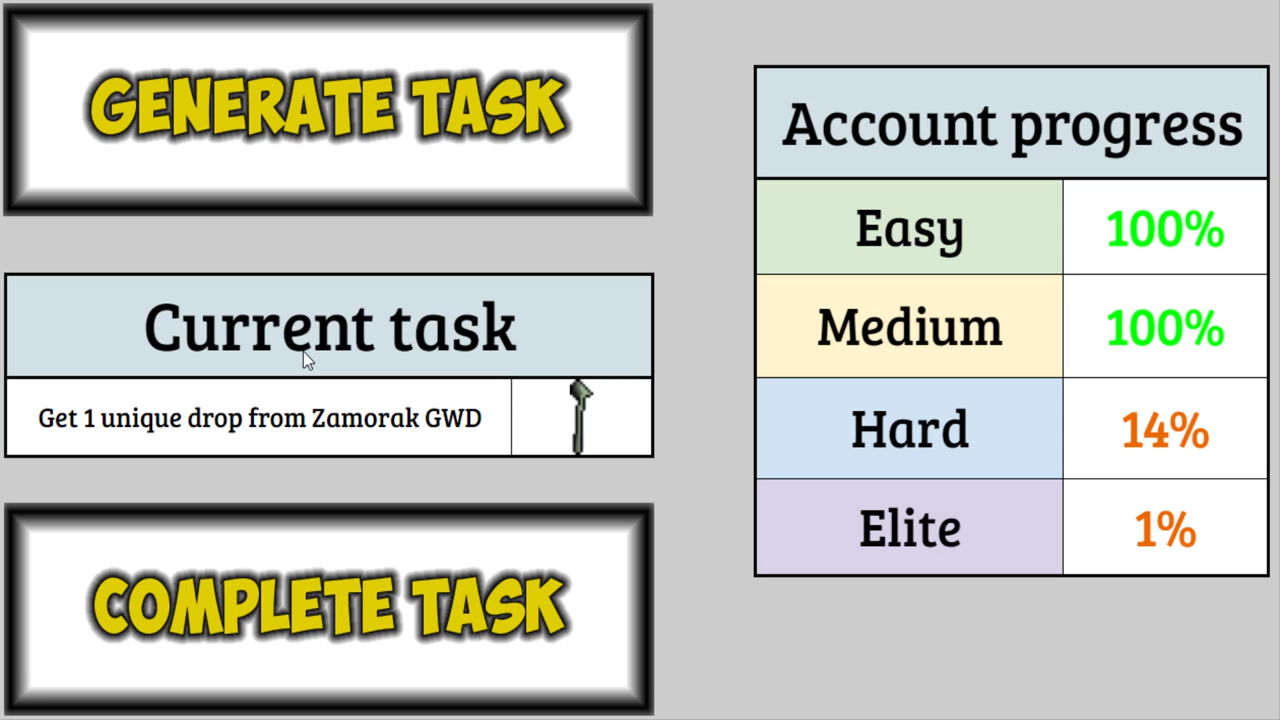 GENERATE TASK
Current task
Get 1 unique drop from Zamorak GWD
COMPLETE TASK
Account progress
Easy 100%
Medium 100%
Hard 14%
Elite 1%